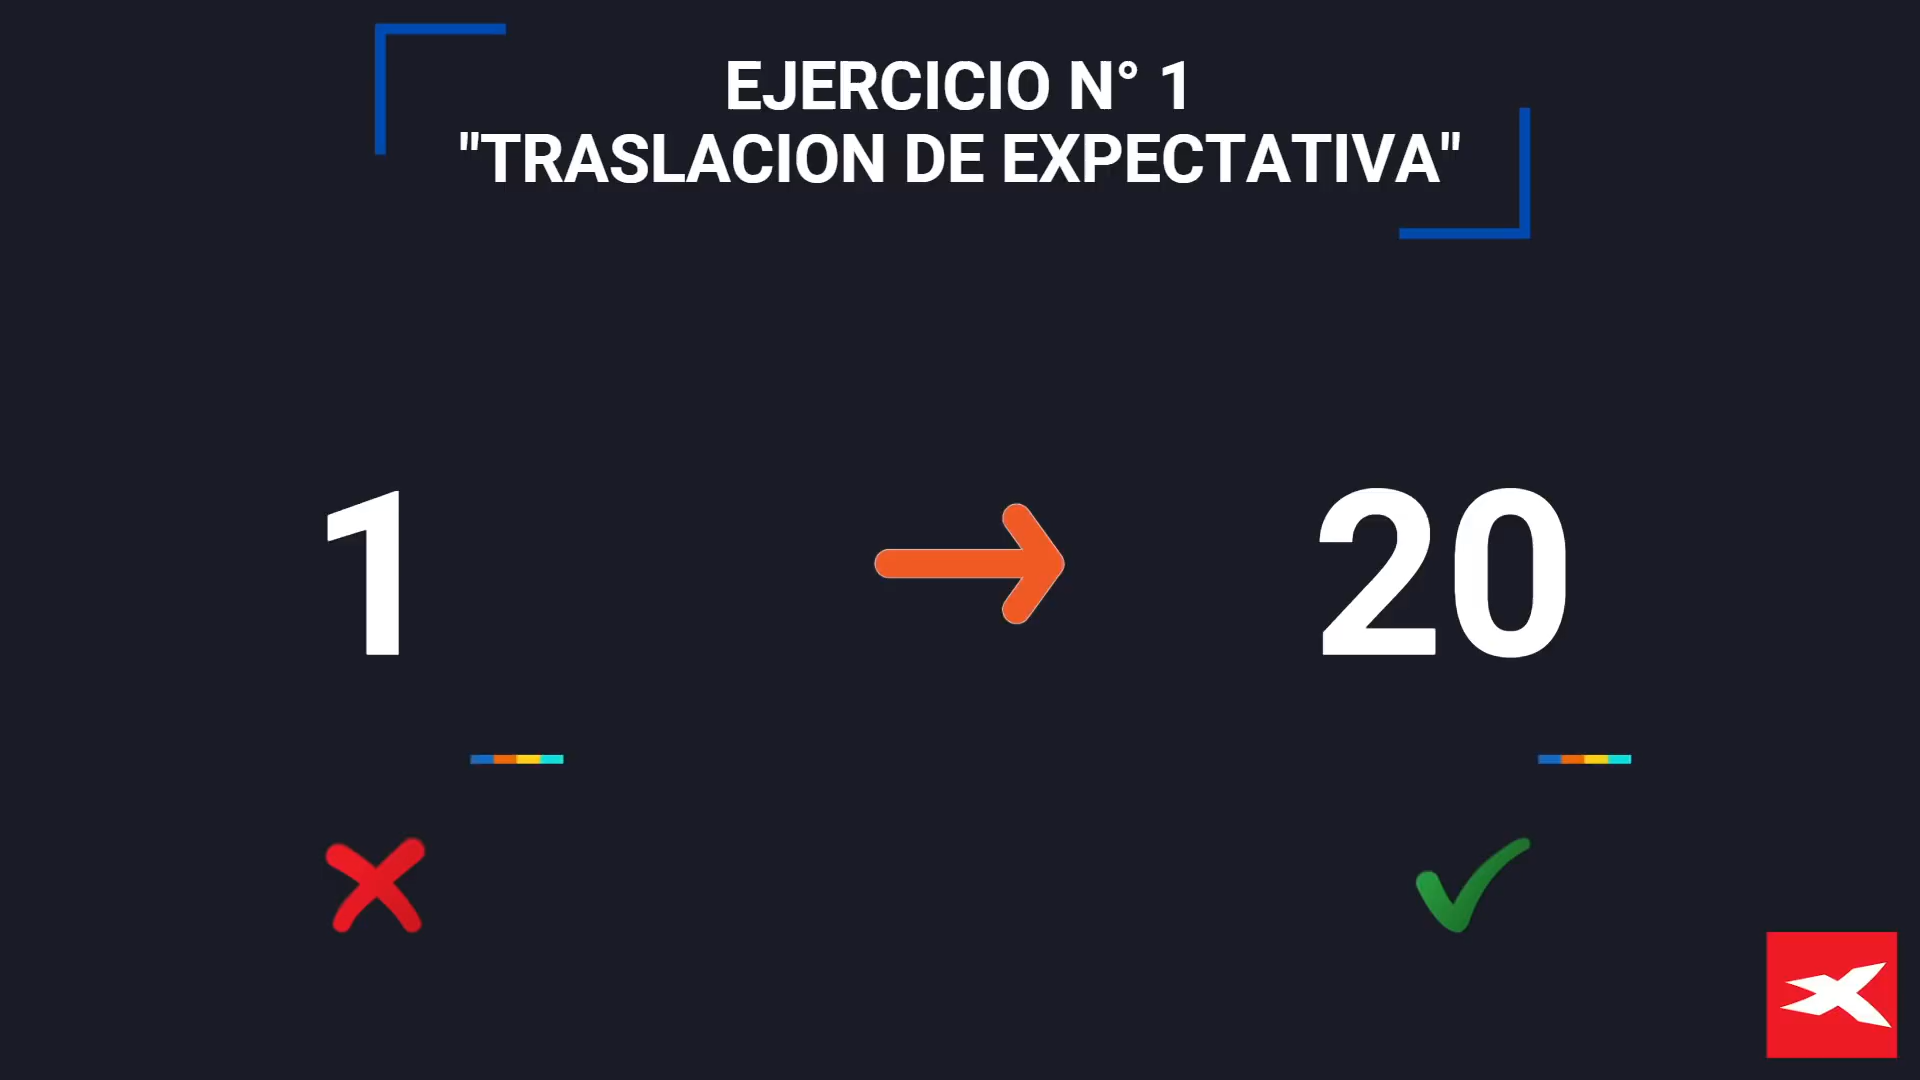 EJERCICIO N° 1
"TRASLACION DE EXPECTATIVA"
1
20